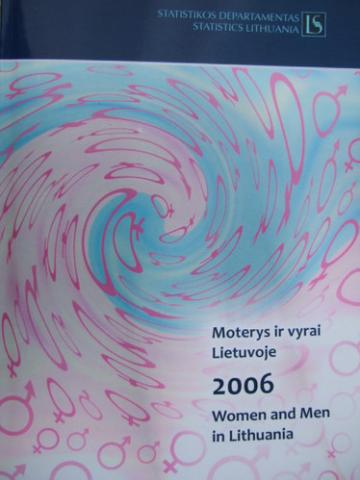 STATISTIKOS DEPARTAMENTAS
STATISTICS LITHUANIA
LS
Moterys ir vyrai
Lietuvoje
2006
Women and Men
in Lithuania